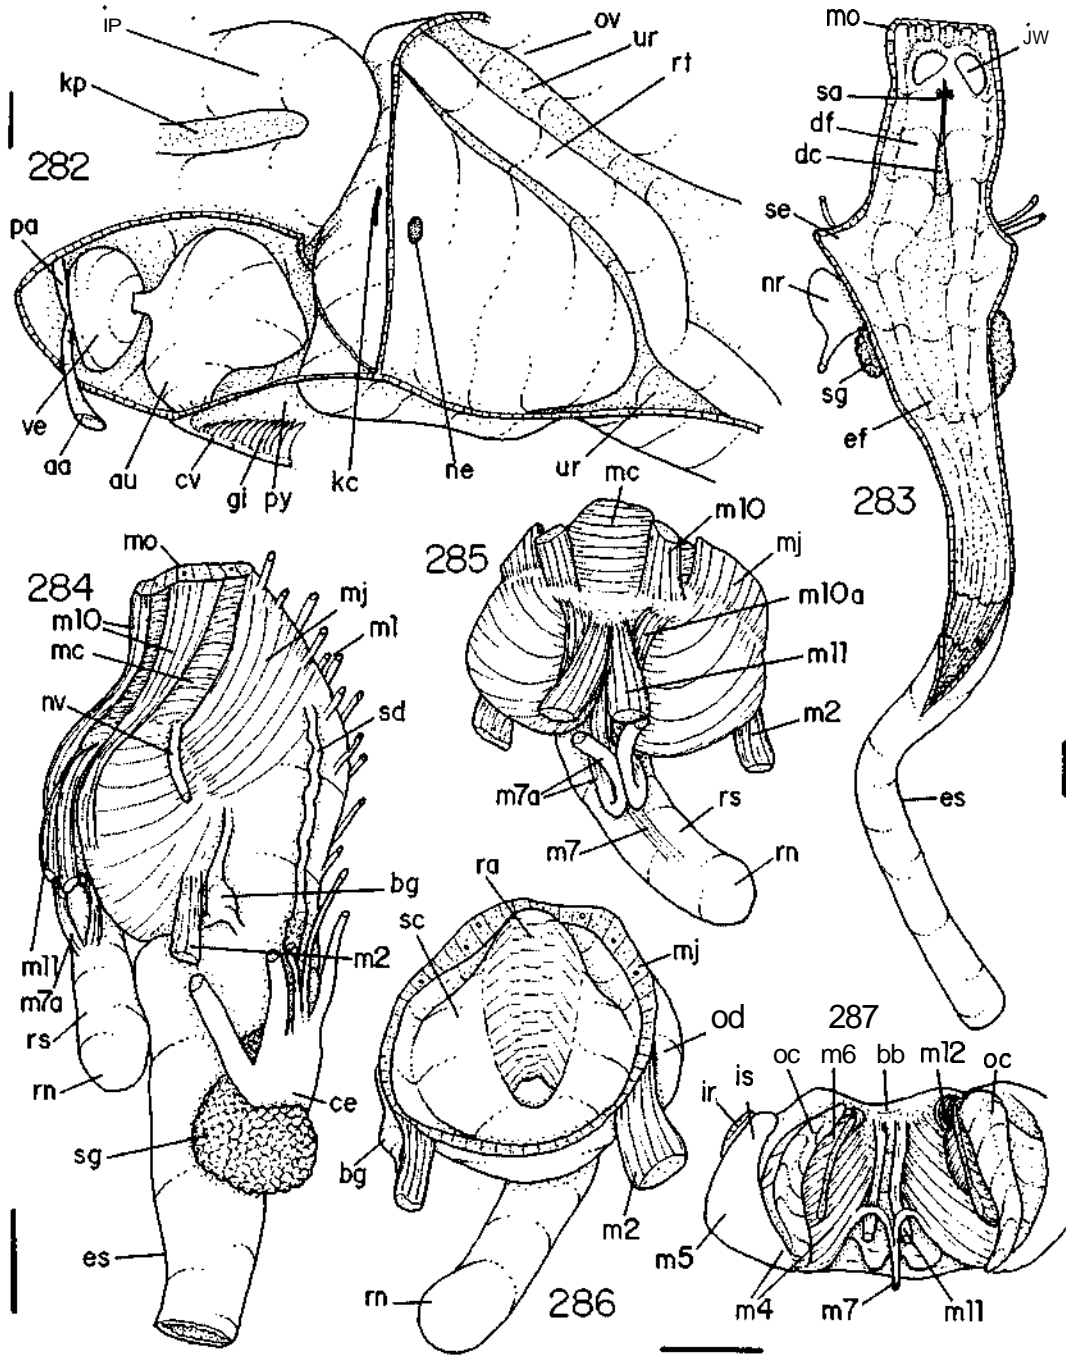 IP
kp
282
pa
ve
aa
au
cv
gi
py
kc
ne
ur
ov
ur
rt
mo
jw
sa
df
dc
se
nr
sg
ef
283
es
284
mo
m10
mc
nv
m11
m7a
rs
rn
sg
es
mj
m1
sd
bg
m2
ce
285
mc
m10
mj
m10a
m11
m2
m7a
m7
rs
rn
ra
sc
mj
od
bg
m2
rn
286
287
ir
is
oc
m6
bb
m12
oc
m5
m4
m7
m11